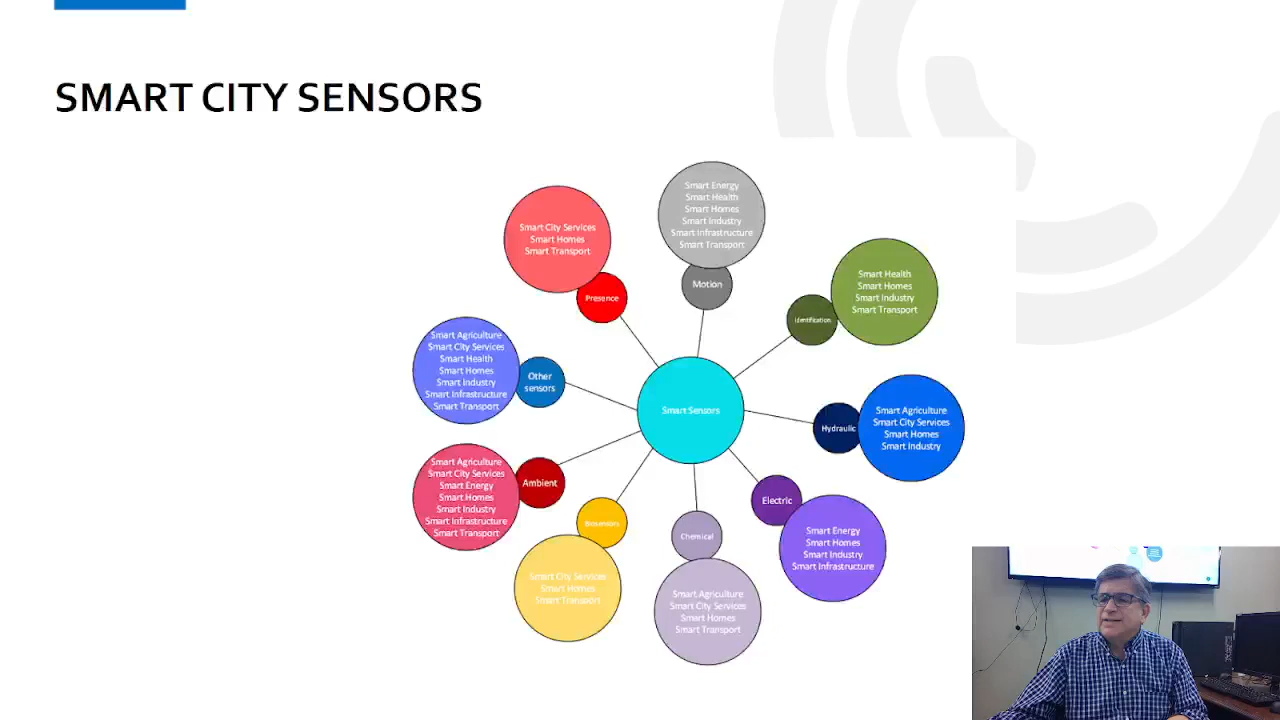 SMART CITY SENSORS
Smart Energy
Smart Health
Smart Homes
Smart Industry
Smart Infrastructure
Smart Transport
Motion
Smart City Services
Smart Homes
Smart Transport
Presence
Smart Health
Smart Homes
Smart Industry
Smart Transport
Identification
Smart Agriculture
Smart City Services
Smart Health
Smart Homes
Smart Industry
Smart Infrastructure
Smart Transport
Other
sensors
Smart Sensors
Hydraulic
Smart Agriculture
Smart City Services
Smart Homes
Smart Industry
Smart Agriculture
Smart City Services
Smart Energy
Smart Homes
Smart Industry
Smart Infrastructure
Smart Transport
Ambient
Electric
Smart Energy
Smart Homes
Smart Industry
Smart Infrastructure
Smart City Services
Smart Homes
Smart Transport
Chemical
Smart Agriculture
Smart City Services
Smart Homes
Smart Transport